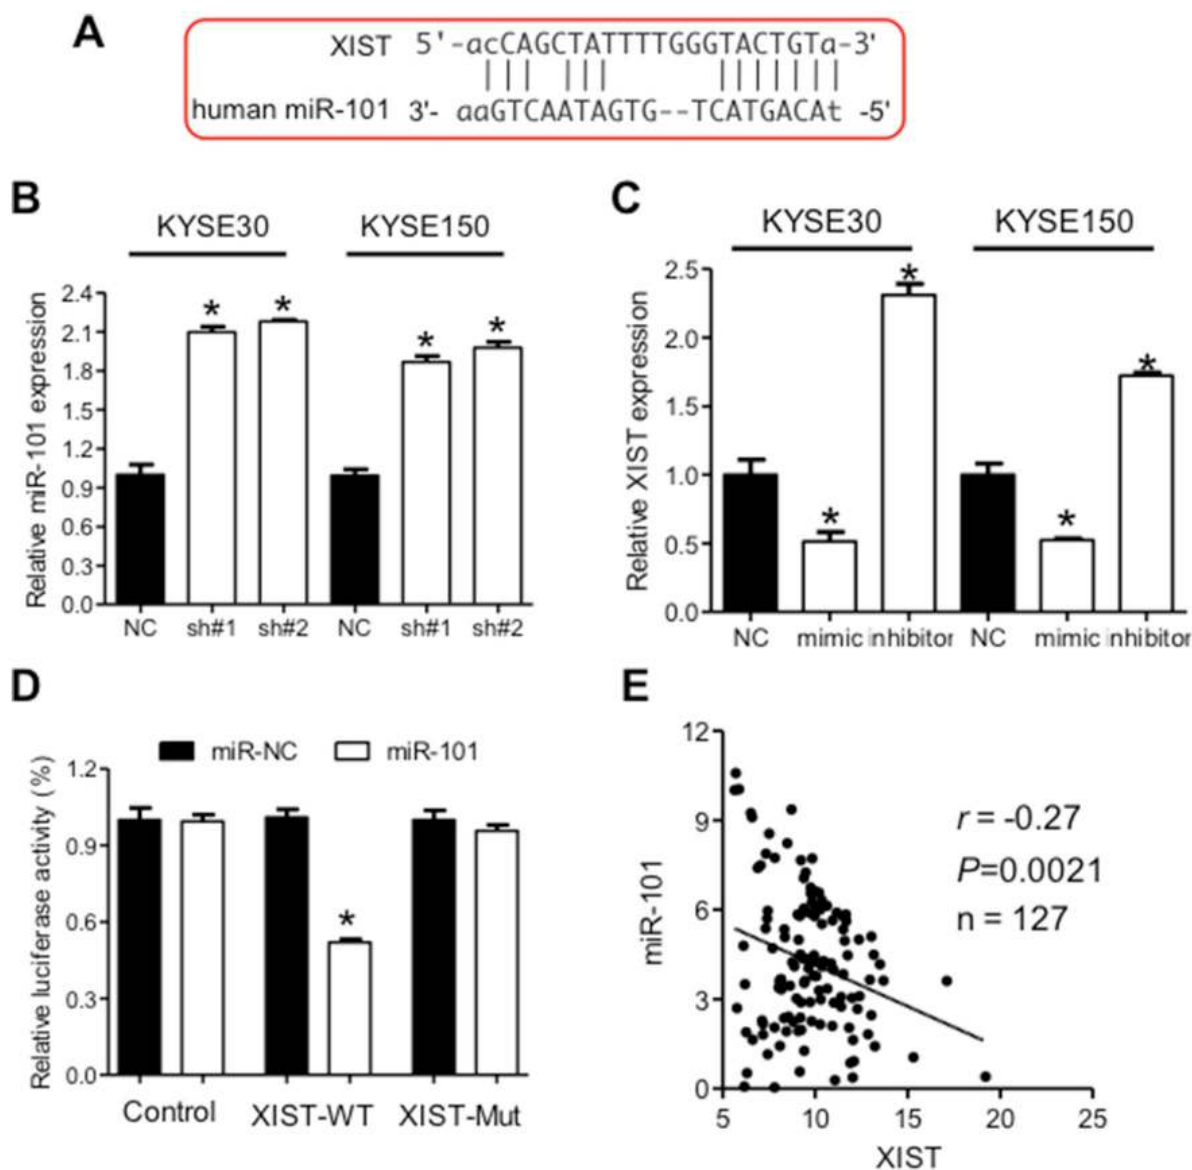 A
XIST 5'-acCAGCTATTTTGGGTACTGTa-3'
human miR-101 3'- aaGTCAATAGTG--TCATGACAt -5'
B
KYSE30 KYSE150
Relative miR-101 expression
2.4
2.1
1.8
1.5
1.2
0.9
0.6
0.3
0.0
NC sh#1 sh#2 NC sh#1 sh#2
* * * *
C
KYSE30 KYSE150
Relative XIST expression
2.5
2.0
1.5
1.0
0.5
0.0
NC mimic inhibitor NC mimic inhibitor
* * * *
D
miR-NC miR-101
Relative luciferase activity (%)
1.2
0.9
0.6
0.3
0.0
*
Control XIST-WT XIST-Mut
E
miR-101
12
9
6
3
0
r = -0.27
P=0.0021
n = 127
5 10 15 20 25
XIST